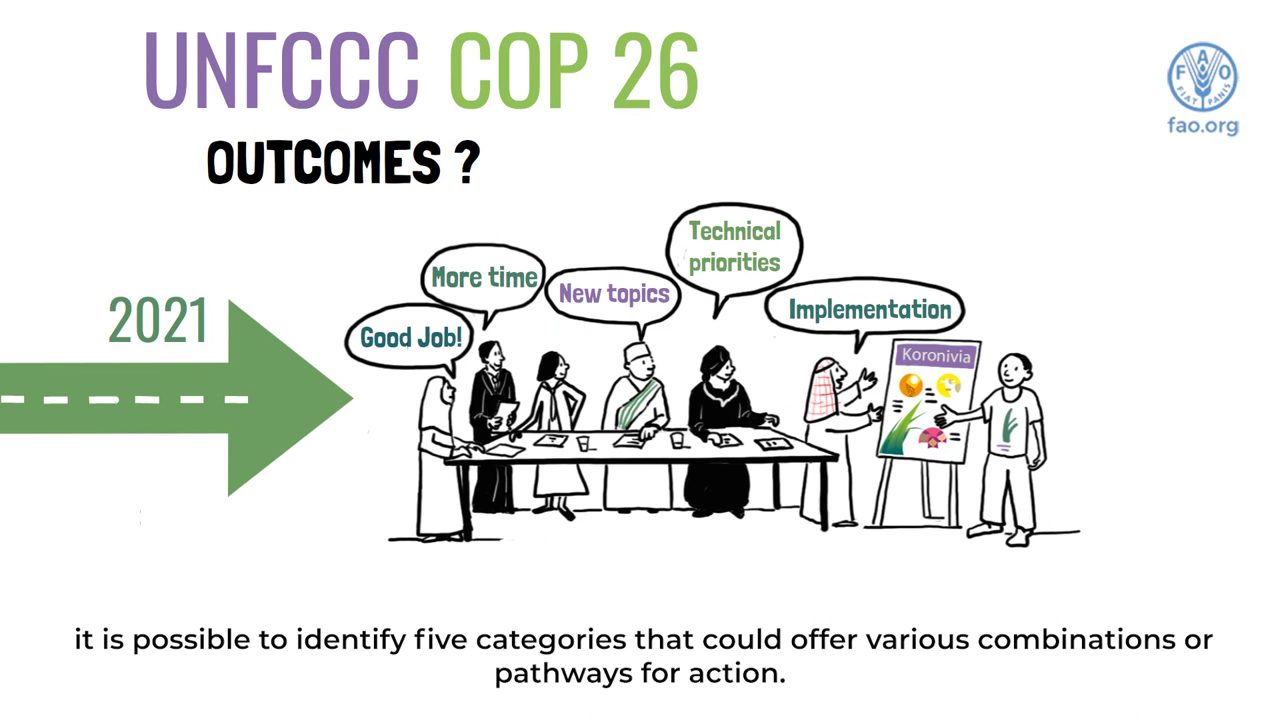 UNFCCC COP 26
OUTCOMES ?
FAO
FIAT PANIS
fao.org
2021
Good Job!
More time
New topics
Technical
priorities
Implementation
Koronivia
it is possible to identify five categories that could offer various combinations or
pathways for action.